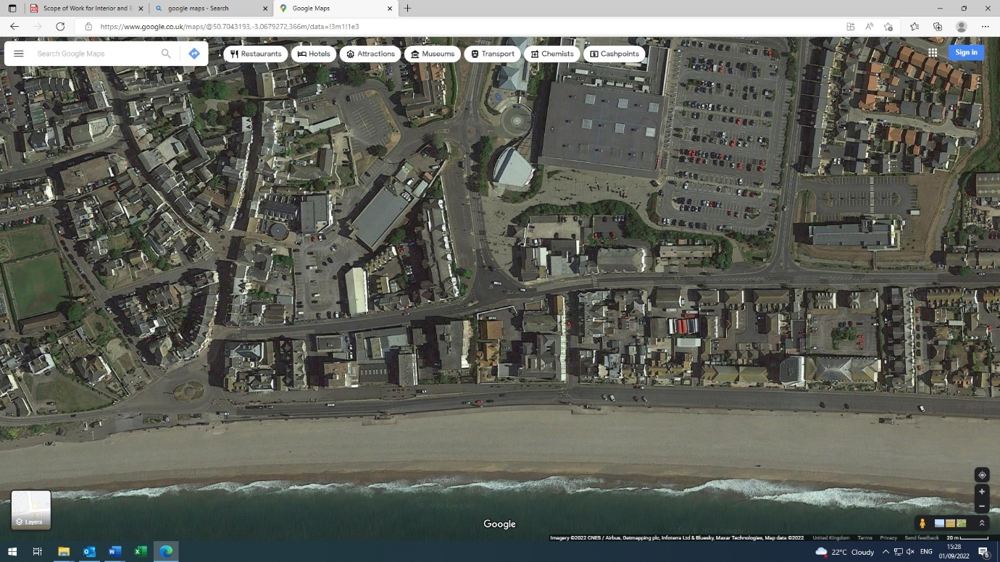 Scope of Work for Interior and E
google maps - Search
Google Maps
https://www.google.co.uk/maps/@50.7043193,-3.0679272,366m/data=!3m1!1e3
Search Google Maps
Restaurants
Hotels
Attractions
Museums
Transport
Chemists
Cashpoints
Sign in
Layers
Google
Imagery ©2022 CNES / Airbus, Getmapping plc, Infoterra Ltd & Bluesky, Maxar Technologies, Map data ©2022 United Kingdom Terms Privacy Send feedback 20 m
22°C Cloudy
ENG
15:28
01/09/2022
6